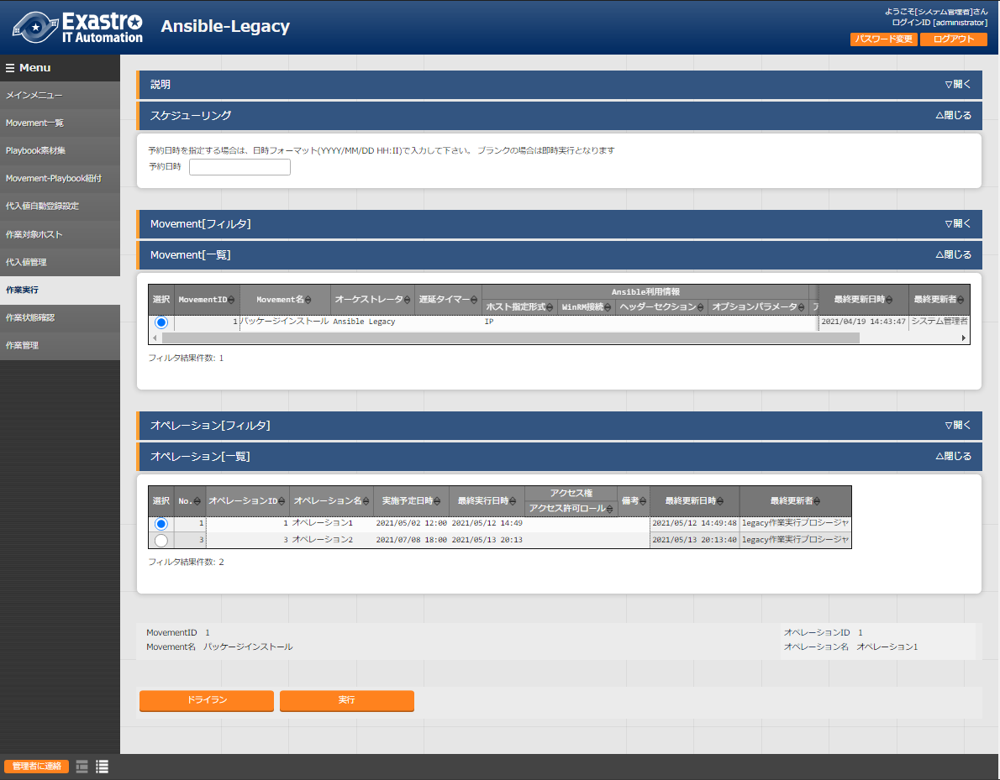 Exastro
IT Automation
Ansible-Legacy
ようこそ[システム管理者]さん
ログインID [administrator]
パスワード変更 ログアウト
Menu
メインメニュー
Movement一覧
Playbook素材集
Movement-Playbook紐付
代入値自動登録設定
作業対象ホスト
代入値管理
作業実行
作業状態確認
作業管理
説明 ▽開く
スケジューリング △閉じる
予約日時を指定する場合は、日時フォーマット(YYYY/MM/DD HH:II)で入力して下さい。 ブランクの場合は即時実行となります
予約日時
Movement[フィルタ] ▽開く
Movement[一覧] △閉じる
選択 MovementID Movement名 オーケストレータ 遅延タイマー Ansible利用情報 最終更新日時 最終更新者
ホスト指定形式 WinRM接続 ヘッダーセクション オプションパラメータ ア
1 パッケージインストール Ansible Legacy IP 2021/04/19 14:43:47 システム管理者
フィルタ結果件数: 1
オペレーション[フィルタ] ▽開く
オペレーション[一覧] △閉じる
選択 No. オペレーションID オペレーション名 実施予定日時 最終実行日時 アクセス権 備考 最終更新日時 最終更新者
アクセス許可ロール
1 1 オペレーション1 2021/05/02 12:00 2021/05/12 14:49 2021/05/12 14:49:48 legacy作業実行プロシージャ
3 3 オペレーション2 2021/07/08 18:00 2021/05/13 20:13 2021/05/13 20:13:40 legacy作業実行プロシージャ
フィルタ結果件数: 2
MovementID 1 オペレーションID 1
Movement名 パッケージインストール オペレーション名 オペレーション1
ドライラン 実行
管理者に連絡